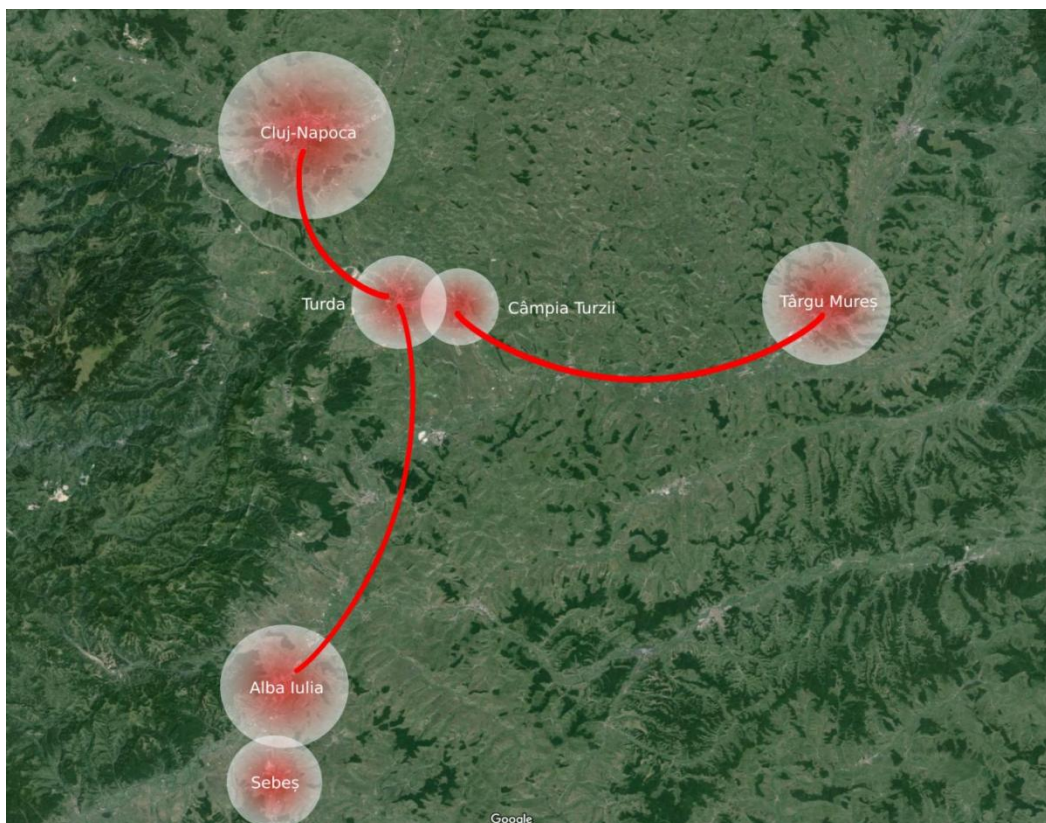 Cluj-Napoca
Turda
Câmpia Turzii
Târgu Mureș
Alba Iulia
Sebeș
Google